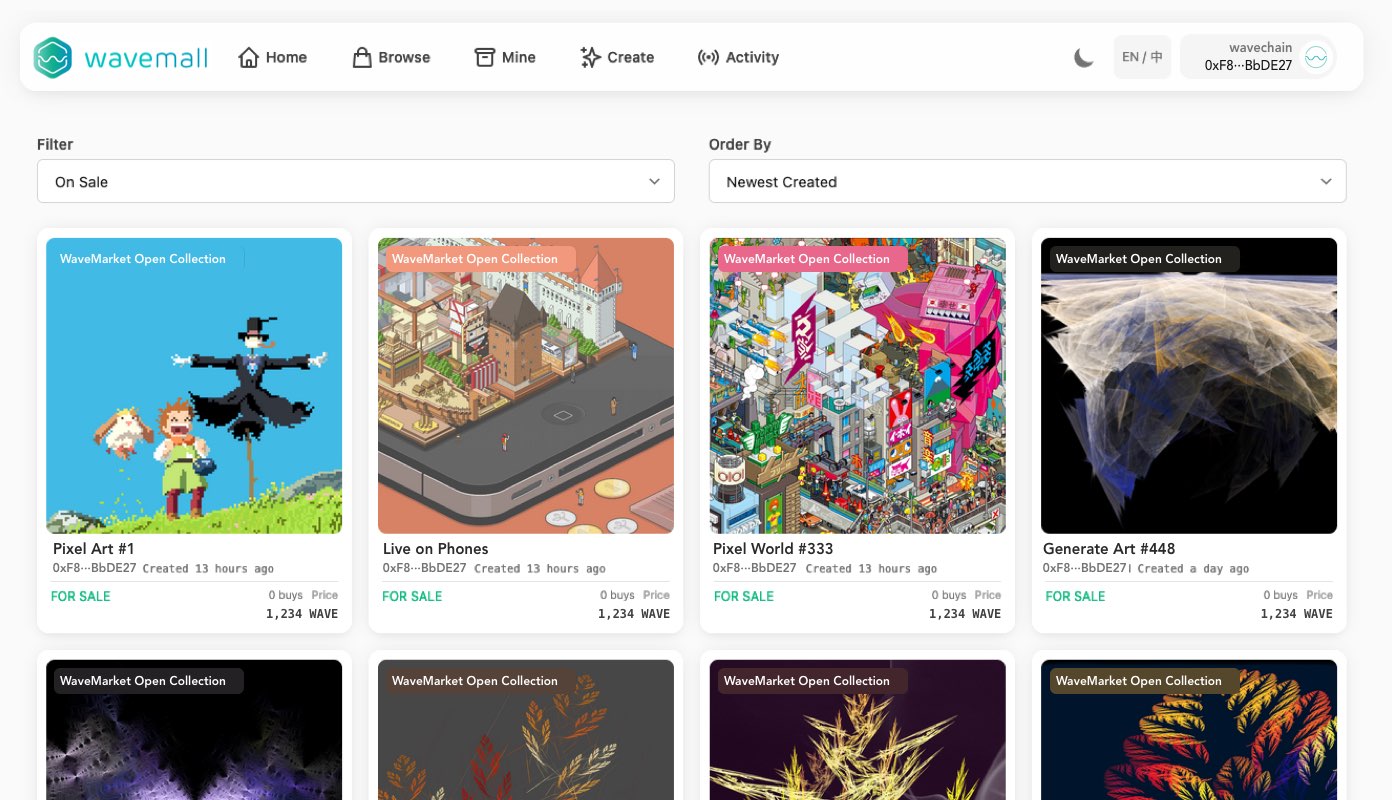 wavemall
Home
Browse
Mine
Create
Activity
EN / 中
wavechain
0xF8···BbDE27
Filter
Order By
On Sale
Newest Created
WaveMarket Open Collection
WaveMarket Open Collection
WaveMarket Open Collection
WaveMarket Open Collection
Pixel Art #1
0xF8···BbDE27 Created 13 hours ago
FOR SALE
0 buys Price
1,234 WAVE
Live on Phones
0xF8···BbDE27 Created 13 hours ago
FOR SALE
0 buys Price
1,234 WAVE
Pixel World #333
0xF8···BbDE27 Created 13 hours ago
FOR SALE
0 buys Price
1,234 WAVE
Generate Art #448
0xF8···BbDE27 Created a day ago
FOR SALE
0 buys Price
1,234 WAVE
WaveMarket Open Collection
WaveMarket Open Collection
WaveMarket Open Collection
WaveMarket Open Collection